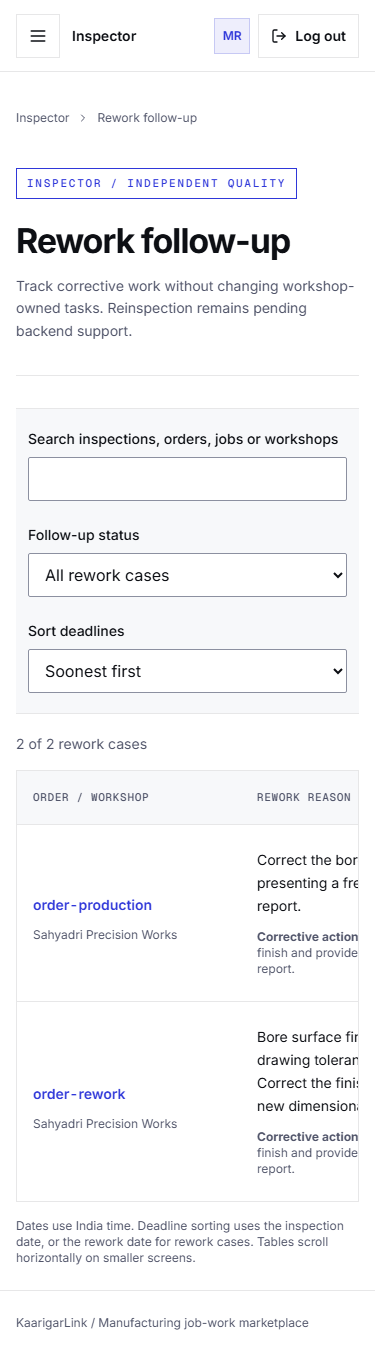 Inspector
MR
Log out
Inspector > Rework follow-up
INSPECTOR / INDEPENDENT QUALITY
Rework follow-up
Track corrective work without changing workshop-
owned tasks. Reinspection remains pending
backend support.
Search inspections, orders, jobs or workshops
Follow-up status
All rework cases
Sort deadlines
Soonest first
2 of 2 rework cases
ORDER / WORKSHOP
REWORK REASON
order-production
Sahyadri Precision Works
Correct the bor
presenting a fre
report.
Corrective action
finish and provide
report.
order-rework
Sahyadri Precision Works
Bore surface fin
drawing toleran
Correct the finis
new dimensiona
Corrective action
finish and provide
report.
Dates use India time. Deadline sorting uses the inspection
date, or the rework date for rework cases. Tables scroll
horizontally on smaller screens.
KaarigarLink / Manufacturing job-work marketplace